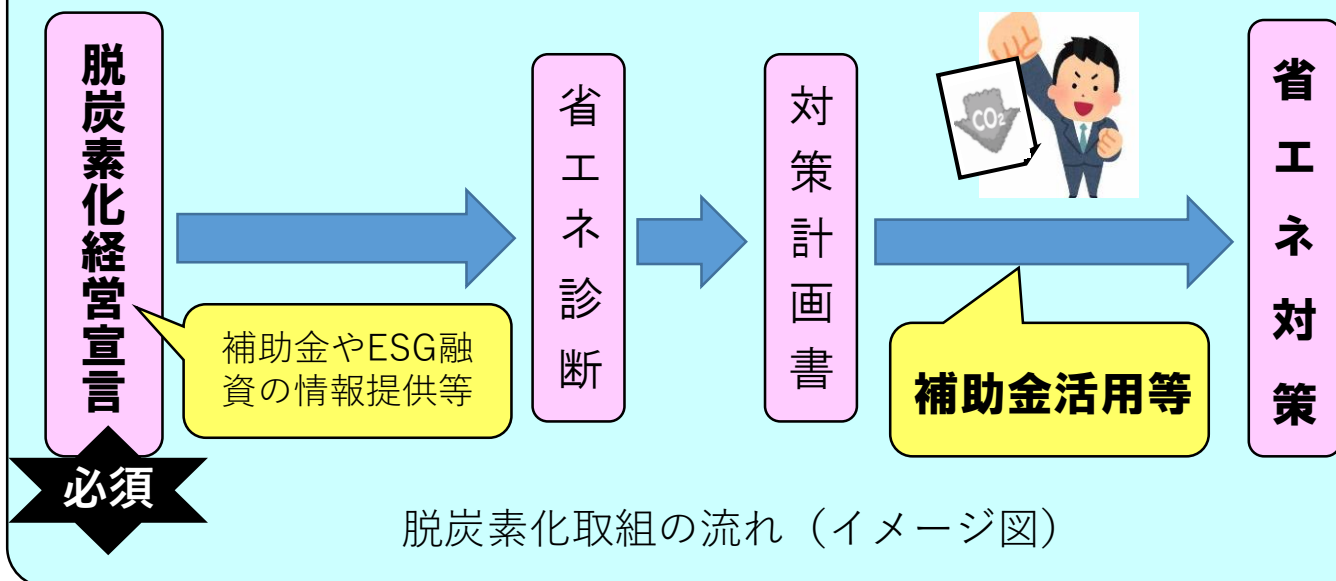 脱炭素化経営宣言
必須
補助金やESG融
資の情報提供等
省エネ診断
対策計画書
CO₂
補助金活用等
省エネ対策
脱炭素化取組の流れ（イメージ図）